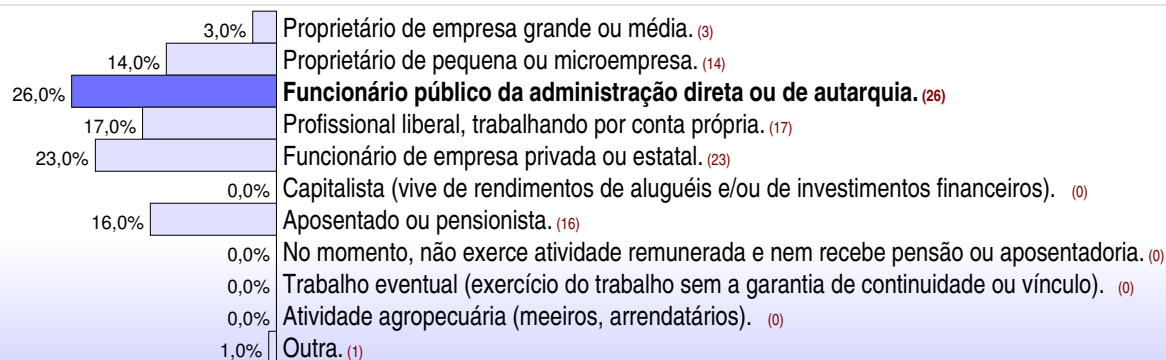 3,0% Proprietário de empresa grande ou média. (3)
14,0% Proprietário de pequena ou microempresa. (14)
26,0% Funcionário público da administração direta ou de autarquia. (26)
17,0% Profissional liberal, trabalhando por conta própria. (17)
23,0% Funcionário de empresa privada ou estatal. (23)
0,0% Capitalista (vive de rendimentos de aluguéis e/ou de investimentos financeiros). (0)
16,0% Aposentado ou pensionista. (16)
0,0% No momento, não exerce atividade remunerada e nem recebe pensão ou aposentadoria. (0)
0,0% Trabalho eventual (exercício do trabalho sem a garantia de continuidade ou vínculo). (0)
0,0% Atividade agropecuária (meeiros, arrendatários). (0)
1,0% Outra. (1)